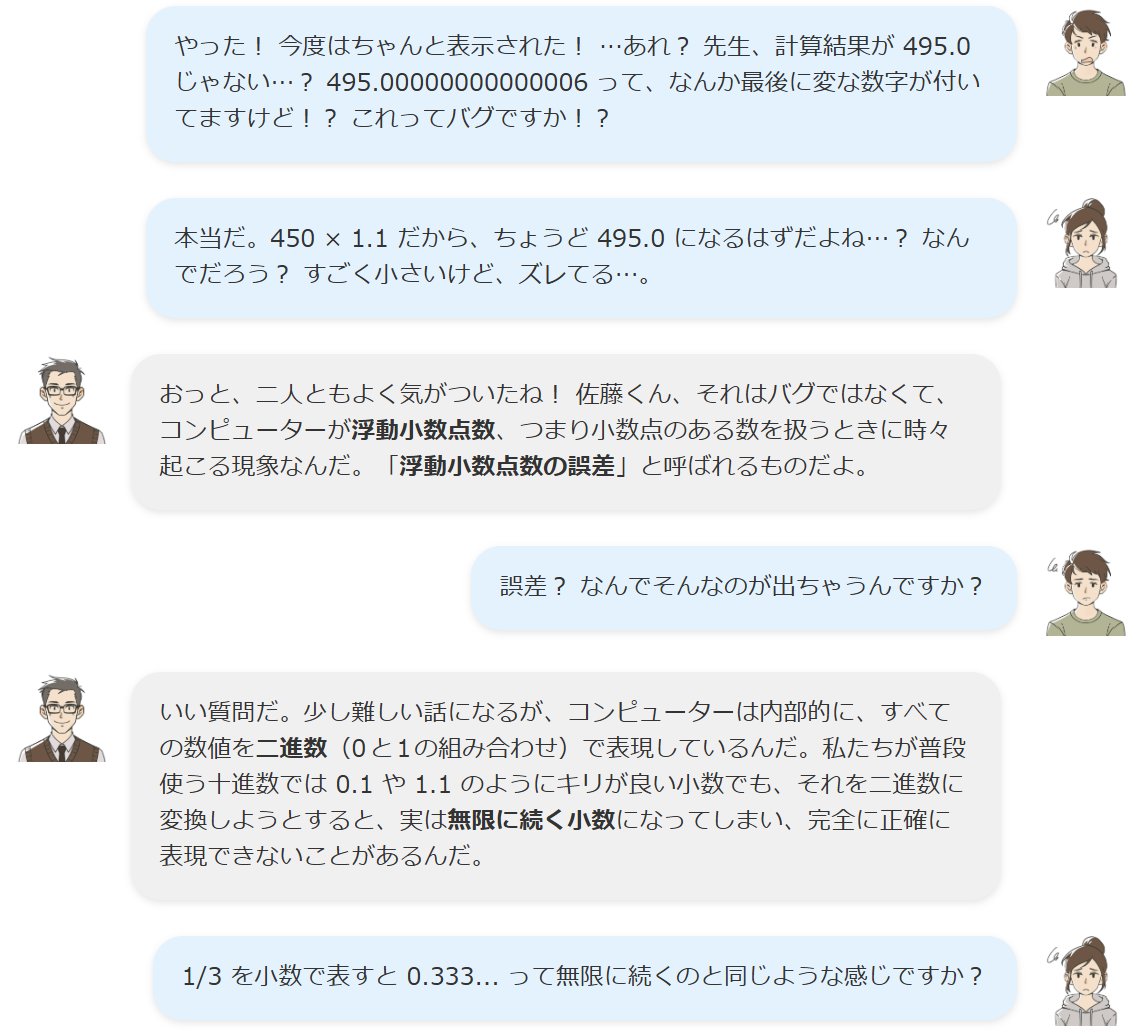 やった！ 今度はちゃんと表示された！ …あれ？ 先生、計算結果が 495.0
じゃない…？ 495.00000000000006 って、なんか最後に変な数字が付い
てますけど！？ これってバグですか！？
本当だ。450 × 1.1 だから、ちょうど 495.0 になるはずだよね…？ なん
でだろう？ すごく小さいけど、ズレてる…。
おっと、二人ともよく気がついたね！ 佐藤くん、それはバグではなくて、
コンピューターが浮動小数点数、つまり小数点のある数を扱うときに時々
起こる現象なんだ。「浮動小数点数の誤差」と呼ばれるものだよ。
誤差？ なんでそんなのが出ちゃうんですか？
いい質問だ。少し難しい話になるが、コンピューターは内部的に、すべて
の数値を二進数（0と1の組み合わせ）で表現しているんだ。私たちが普段
使う十進数では 0.1 や 1.1 のようにキリが良い小数でも、それを二進数に
変換しようとすると、実は無限に続く小数になってしまい、完全に正確に
表現できないことがあるんだ。
1/3 を小数で表すと 0.333... って無限に続くのと同じような感じですか？